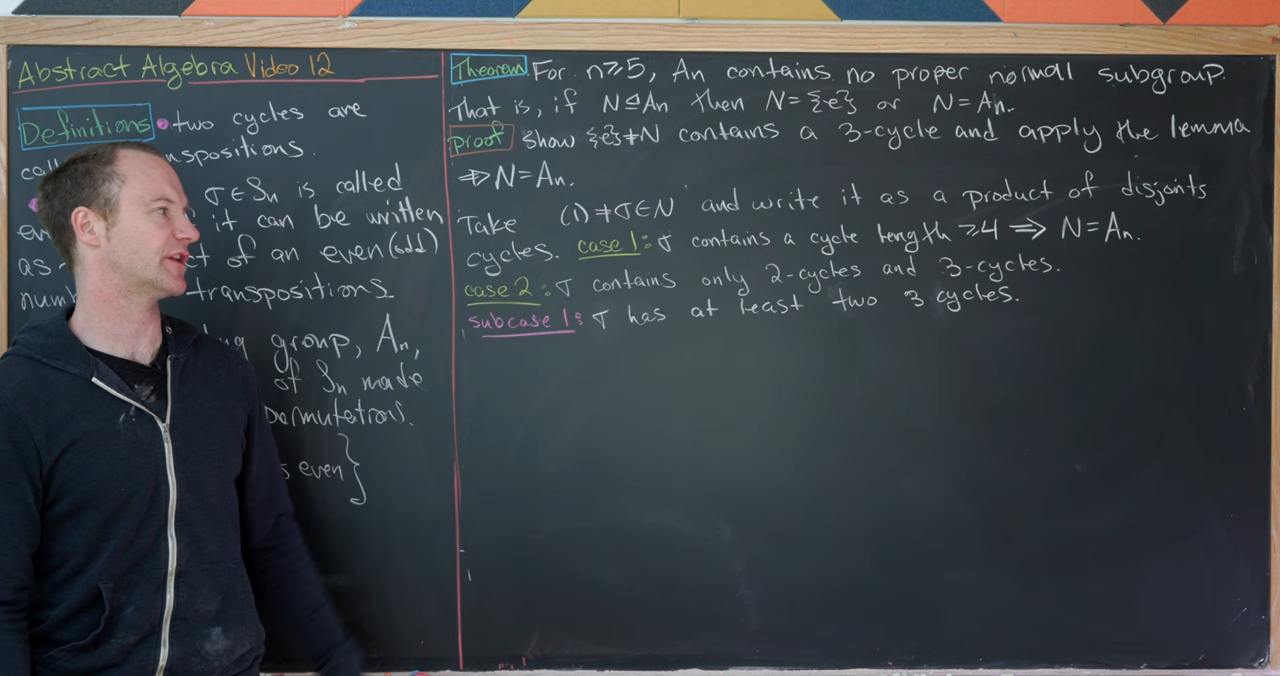 Abstract Algebra Video 12
Definitions • two cycles are
call nspositions.
σ∈Sn is called
ev it can be written
as t of an even (odd)
num transpositions
group, An,
of Sn made
permutations.
s even}
Theorem For n≥5, An contains no proper normal subgroup.
That is, if N⊴An then N={e} or N=An.
Proof Show {e}≠N contains a 3-cycle and apply the lemma
⇒ N=An.
Take (1)≠σ∈N and write it as a product of disjoints
cycles. case 1: σ contains a cycle length ≥4 ⇒ N=An.
case 2: σ contains only 2-cycles and 3-cycles.
subcase 1: σ has at least two 3 cycles.